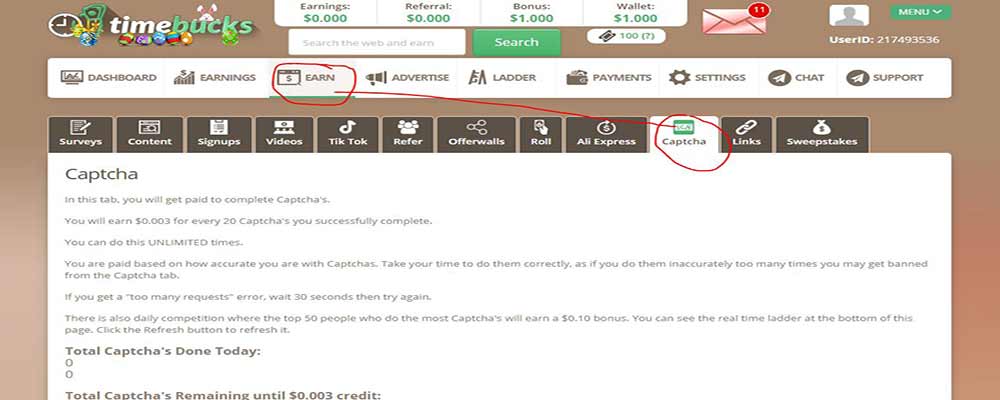 timebucks
Earnings: Referral: Bonus: Wallet:
$0.000 $0.000 $1.000 $1.000
11
MENU
Search the web and earn
Search
100 (?)
UserID: 217493536
DASHBOARD EARNINGS EARN ADVERTISE LADDER PAYMENTS SETTINGS CHAT SUPPORT
Surveys Content Signups Videos Tik Tok Refer Offerwalls Roll Ali Express Captcha Links Sweepstakes
Captcha
In this tab, you will get paid to complete Captcha's.
You will earn $0.003 for every 20 Captcha's you successfully complete.
You can do this UNLIMITED times.
You are paid based on how accurate you are with Captchas. Take your time to do them correctly, as if you do them inaccurately too many times you may get banned
from the Captcha tab.
If you get a "too many requests" error, wait 30 seconds then try again.
There is also daily competition where the top 50 people who do the most Captcha's will earn a $0.10 bonus. You can see the real time ladder at the bottom of this
page. Click the Refresh button to refresh it.
Total Captcha's Done Today:
0
0
Total Captcha's Remaining until $0.003 credit: